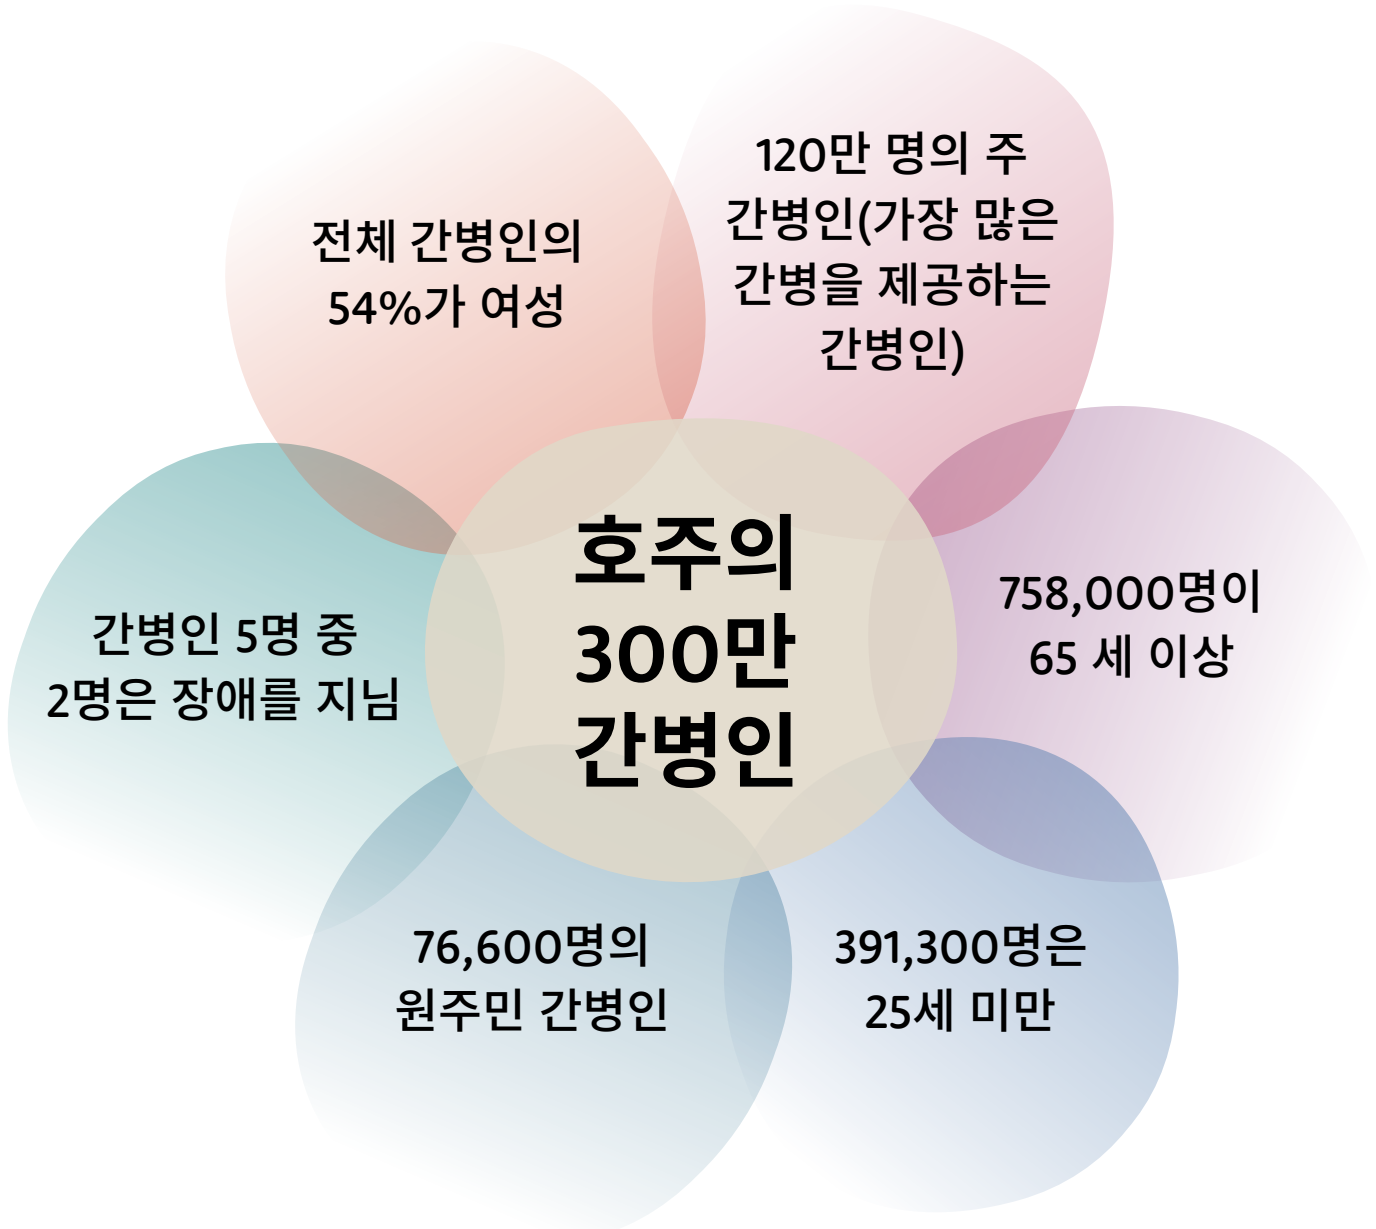 전체 간병인의
54%가 여성
120만 명의 주
간병인(가장 많은
간병을 제공하는
간병인)
758,000명이
65 세 이상
391,300명은
25세 미만
76,600명의
원주민 간병인
간병인 5명 중
2명은 장애를 지님
호주의
300만
간병인